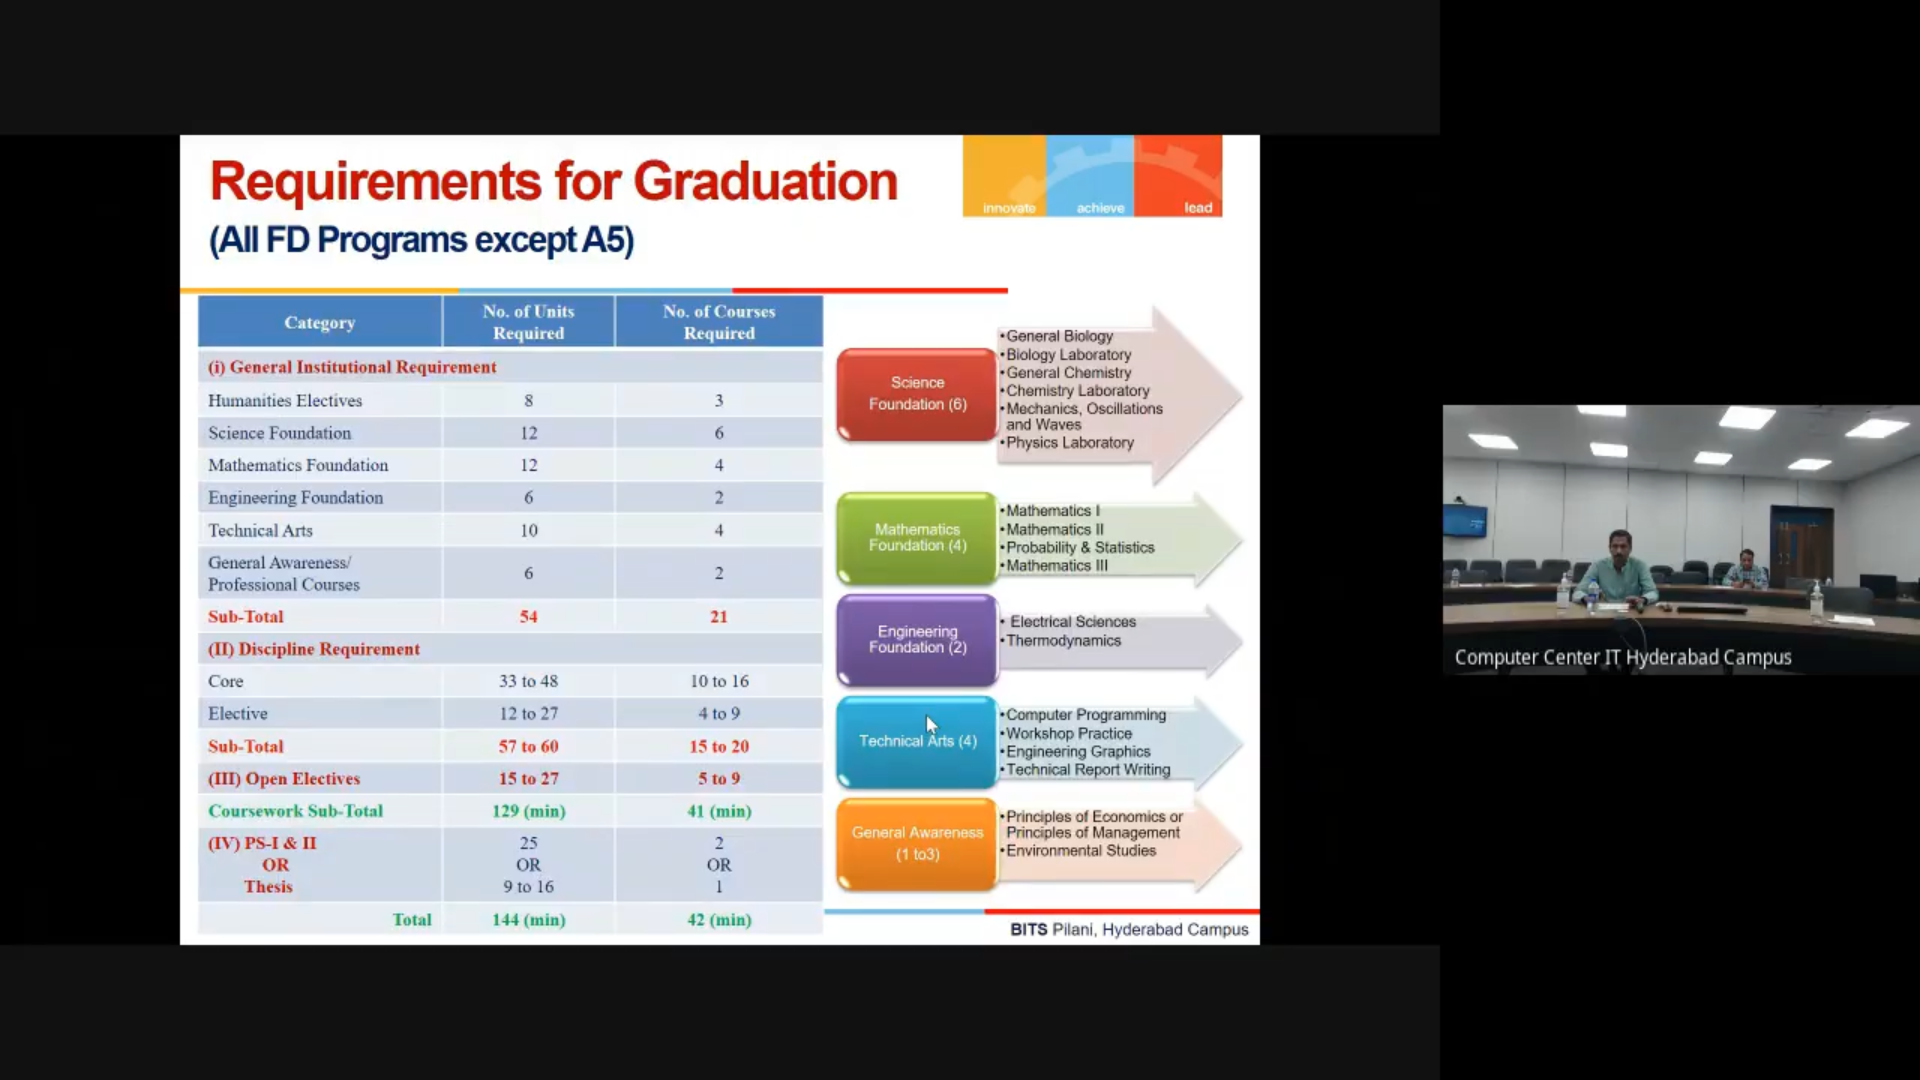 Requirements for Graduation
(All FD Programs except A5)
innovate achieve lead
Category No. of Units Required No. of Courses Required
(i) General Institutional Requirement
Humanities Electives 8 3
Science Foundation 12 6
Mathematics Foundation 12 4
Engineering Foundation 6 2
Technical Arts 10 4
General Awareness/
Professional Courses 6 2
Sub-Total 54 21
(II) Discipline Requirement
Core 33 to 48 10 to 16
Elective 12 to 27 4 to 9
Sub-Total 57 to 60 15 to 20
(III) Open Electives 15 to 27 5 to 9
Coursework Sub-Total 129 (min) 41 (min)
(IV) PS-I & II 25 2
OR OR OR
Thesis 9 to 16 1
Total 144 (min) 42 (min)
Science
Foundation (6)
•General Biology
•Biology Laboratory
•General Chemistry
•Chemistry Laboratory
•Mechanics, Oscillations
and Waves
•Physics Laboratory
Mathematics
Foundation (4)
•Mathematics I
•Mathematics II
•Probability & Statistics
•Mathematics III
Engineering
Foundation (2)
• Electrical Sciences
•Thermodynamics
Technical Arts (4)
•Computer Programming
•Workshop Practice
•Engineering Graphics
•Technical Report Writing
General Awareness
(1 to3)
•Principles of Economics or
Principles of Management
•Environmental Studies
BITS Pilani, Hyderabad Campus
Computer Center IT Hyderabad Campus